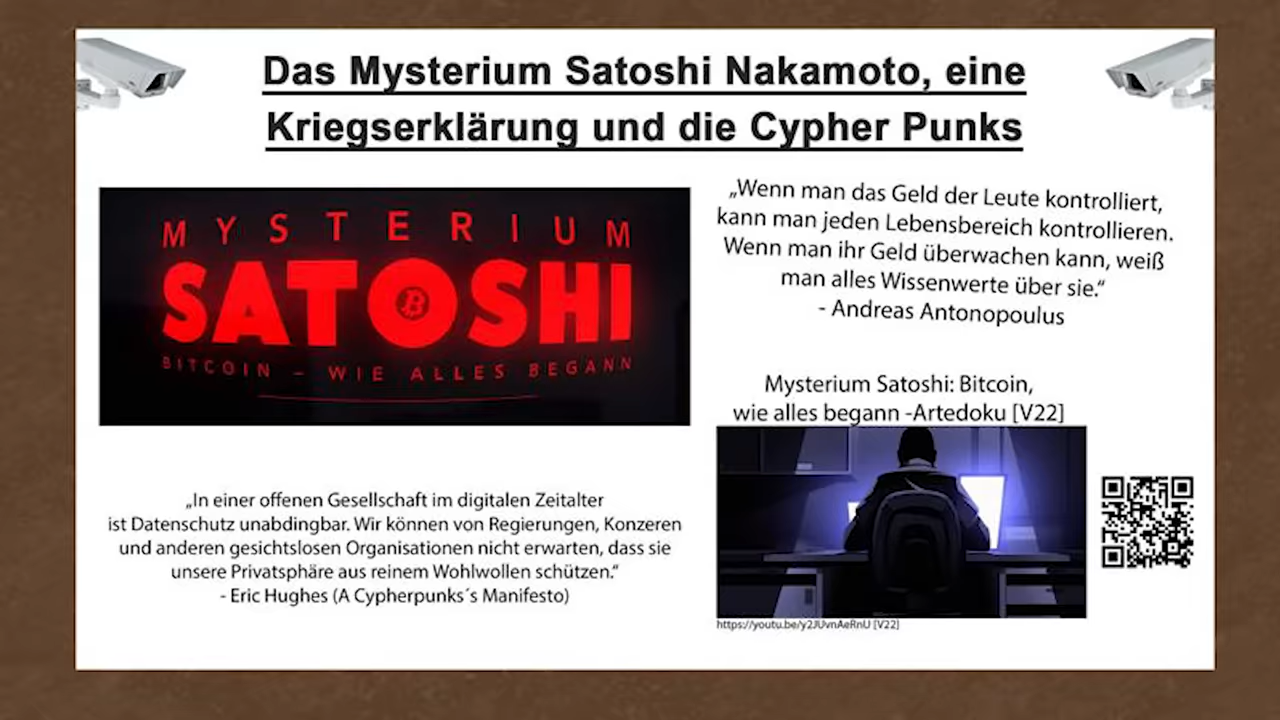 Das Mysterium Satoshi Nakamoto, eine
Kriegserklärung und die Cypher Punks
MYSTERIUM
SATOSHI
BITCOIN – WIE ALLES BEGANN
„Wenn man das Geld der Leute kontrolliert,
kann man jeden Lebensbereich kontrollieren.
Wenn man ihr Geld überwachen kann, weiß
man alles Wissenwerte über sie.“
- Andreas Antonopoulus
Mysterium Satoshi: Bitcoin,
wie alles begann -Artedoku [V22]
„In einer offenen Gesellschaft im digitalen Zeitalter
ist Datenschutz unabdingbar. Wir können von Regierungen, Konzeren
und anderen gesichtslosen Organisationen nicht erwarten, dass sie
unsere Privatsphäre aus reinem Wohlwollen schützen.“
- Eric Hughes (A Cypherpunks´s Manifesto)
https://youtu.be/y2JUvnAeRnU [V22]